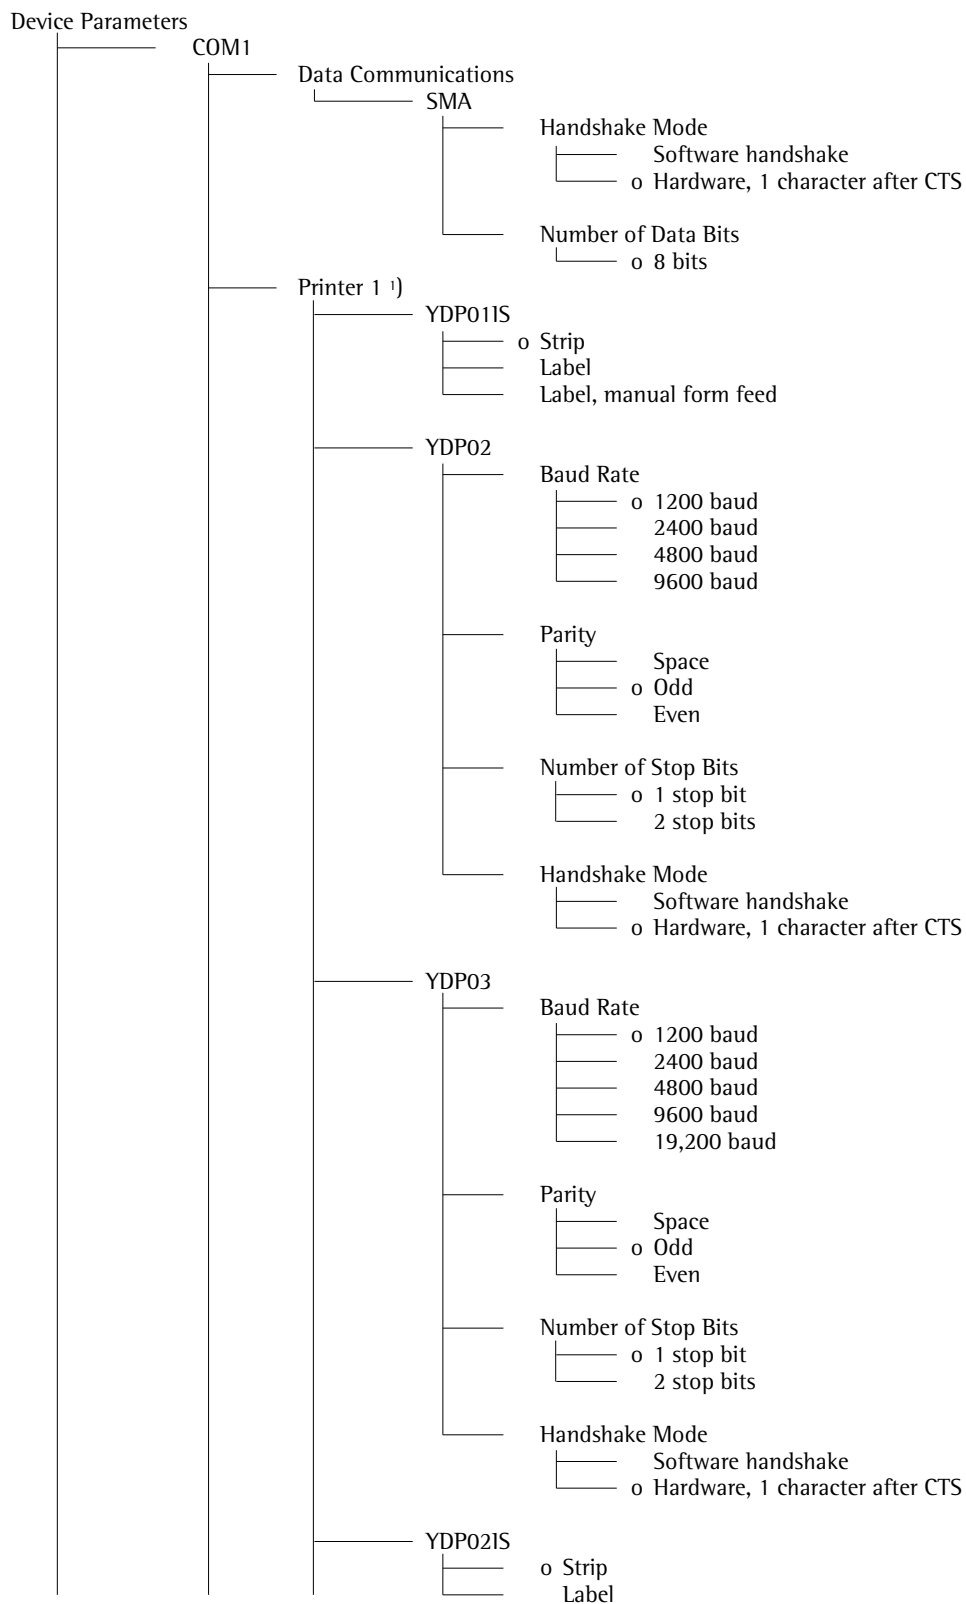 Device Parameters
COM1
Data Communications
SMA
Handshake Mode
Software handshake
o Hardware, 1 character after CTS
Number of Data Bits
o 8 bits
Printer 1 ¹)
YDP01IS
o Strip
Label
Label, manual form feed
YDP02
Baud Rate
o 1200 baud
2400 baud
4800 baud
9600 baud
Parity
Space
o Odd
Even
Number of Stop Bits
o 1 stop bit
2 stop bits
Handshake Mode
Software handshake
o Hardware, 1 character after CTS
YDP03
Baud Rate
o 1200 baud
2400 baud
4800 baud
9600 baud
19,200 baud
Parity
Space
o Odd
Even
Number of Stop Bits
o 1 stop bit
2 stop bits
Handshake Mode
Software handshake
o Hardware, 1 character after CTS
YDP02IS
o Strip
Label